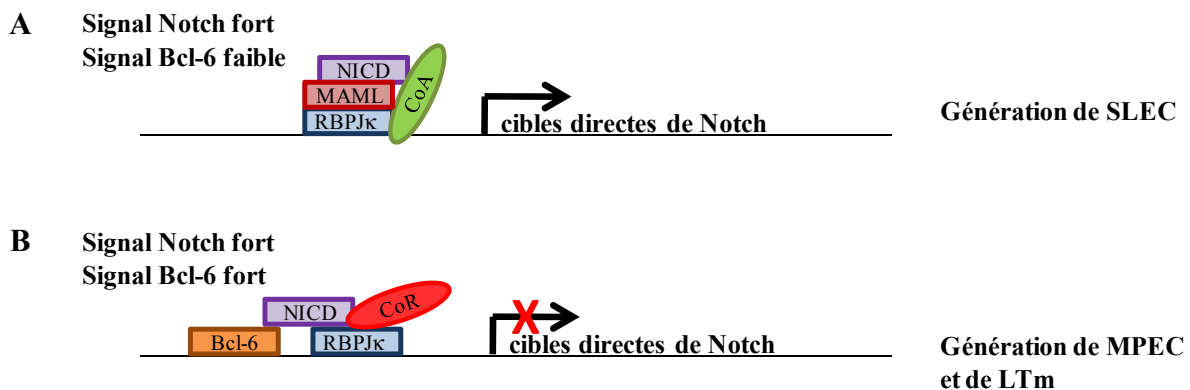 A
Signal Notch fort
Signal Bcl-6 faible
NICD
MAML
RBPJκ
CoA
cibles directes de Notch
Génération de SLEC
B
Signal Notch fort
Signal Bcl-6 fort
NICD
CoR
Bcl-6
RBPJκ
cibles directes de Notch
Génération de MPEC
et de LTm